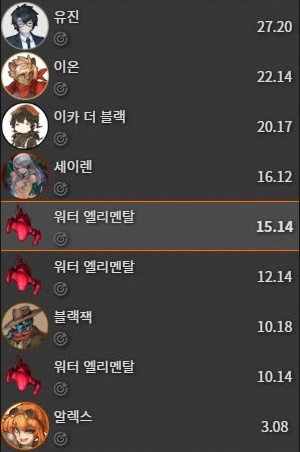 유진
27.20
이온
22.14
이카 더 블랙
20.17
세이렌
16.12
워터 엘리멘탈
15.14
워터 엘리멘탈
12.14
블랙잭
10.18
워터 엘리멘탈
10.14
알렉스
3.08